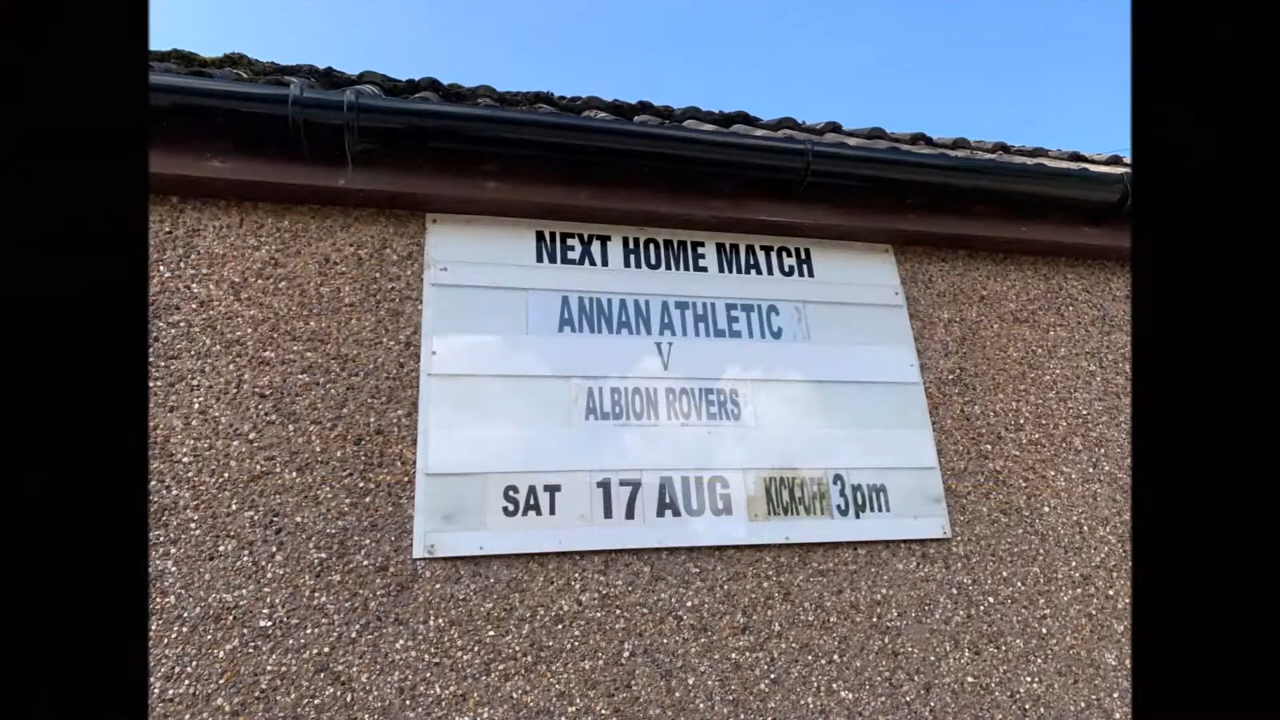 NEXT HOME MATCH
ANNAN ATHLETIC
V
ALBION ROVERS
SAT 17 AUG KICK-OFF 3pm